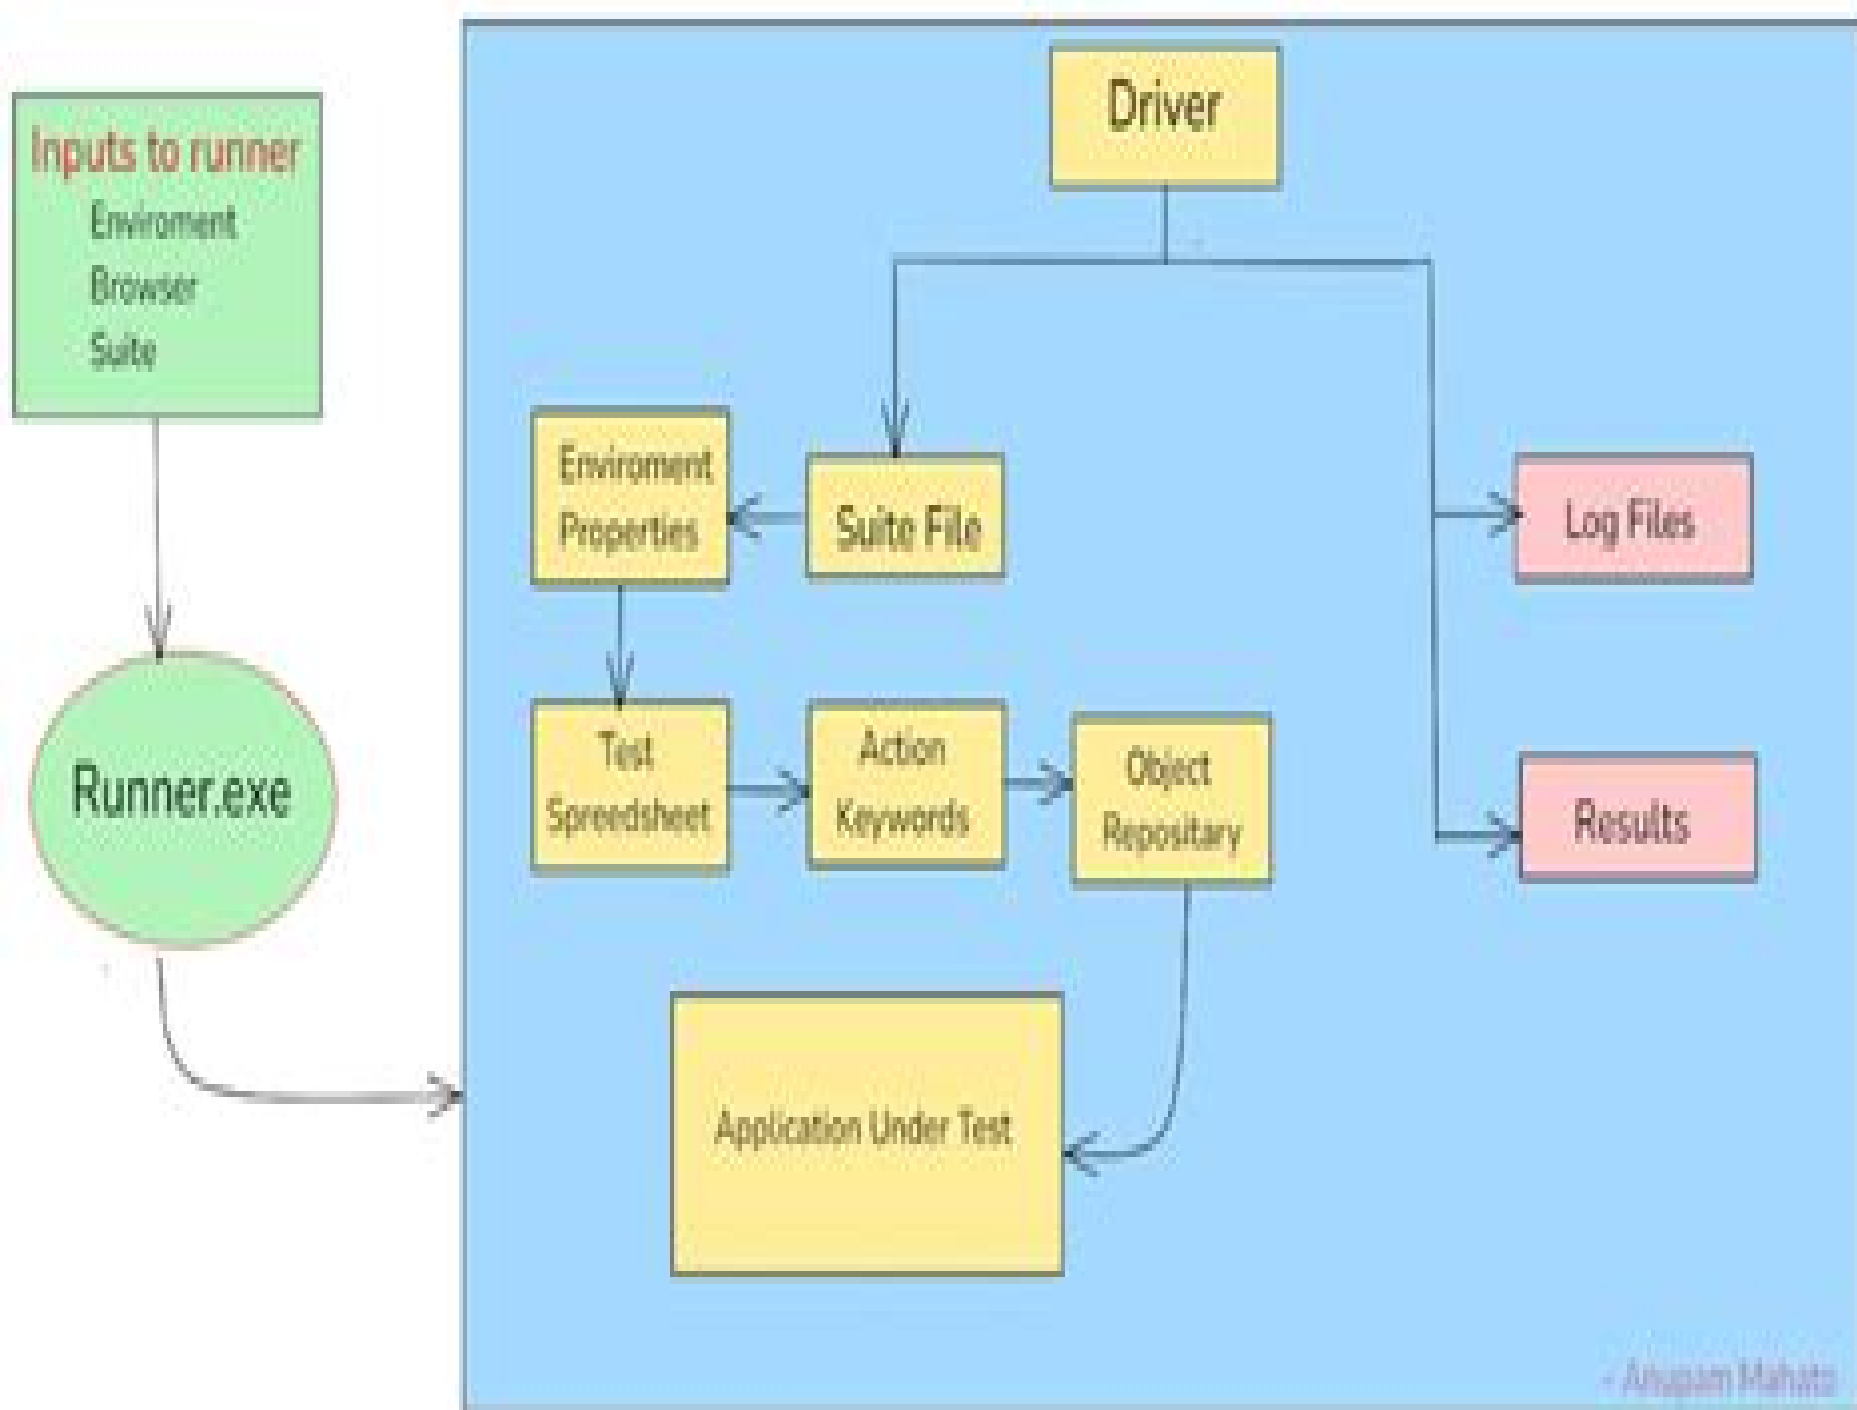 Driver
Inputs to runner
Enviroment
Browser
Suite
Enviroment
Properties
Suite File
Log Files
Test
Spreedsheet
Action
Keywords
Object
Repositary
Runner.exe
Results
Application Under Test
- Anupam Mahato